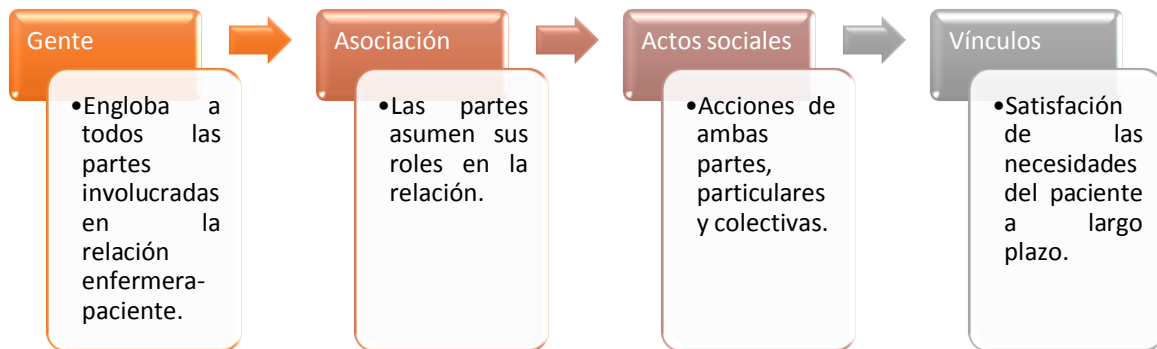 Gente
•Engloba a
todos las
partes
involucradas
en la
relación
enfermera-
paciente.
Asociación
•Las partes
asumen sus
roles en la
relación.
Actos sociales
•Acciones de
ambas
partes,
particulares
y colectivas.
Vínculos
•Satisfación
de las
necesidades
del paciente
a largo
plazo.